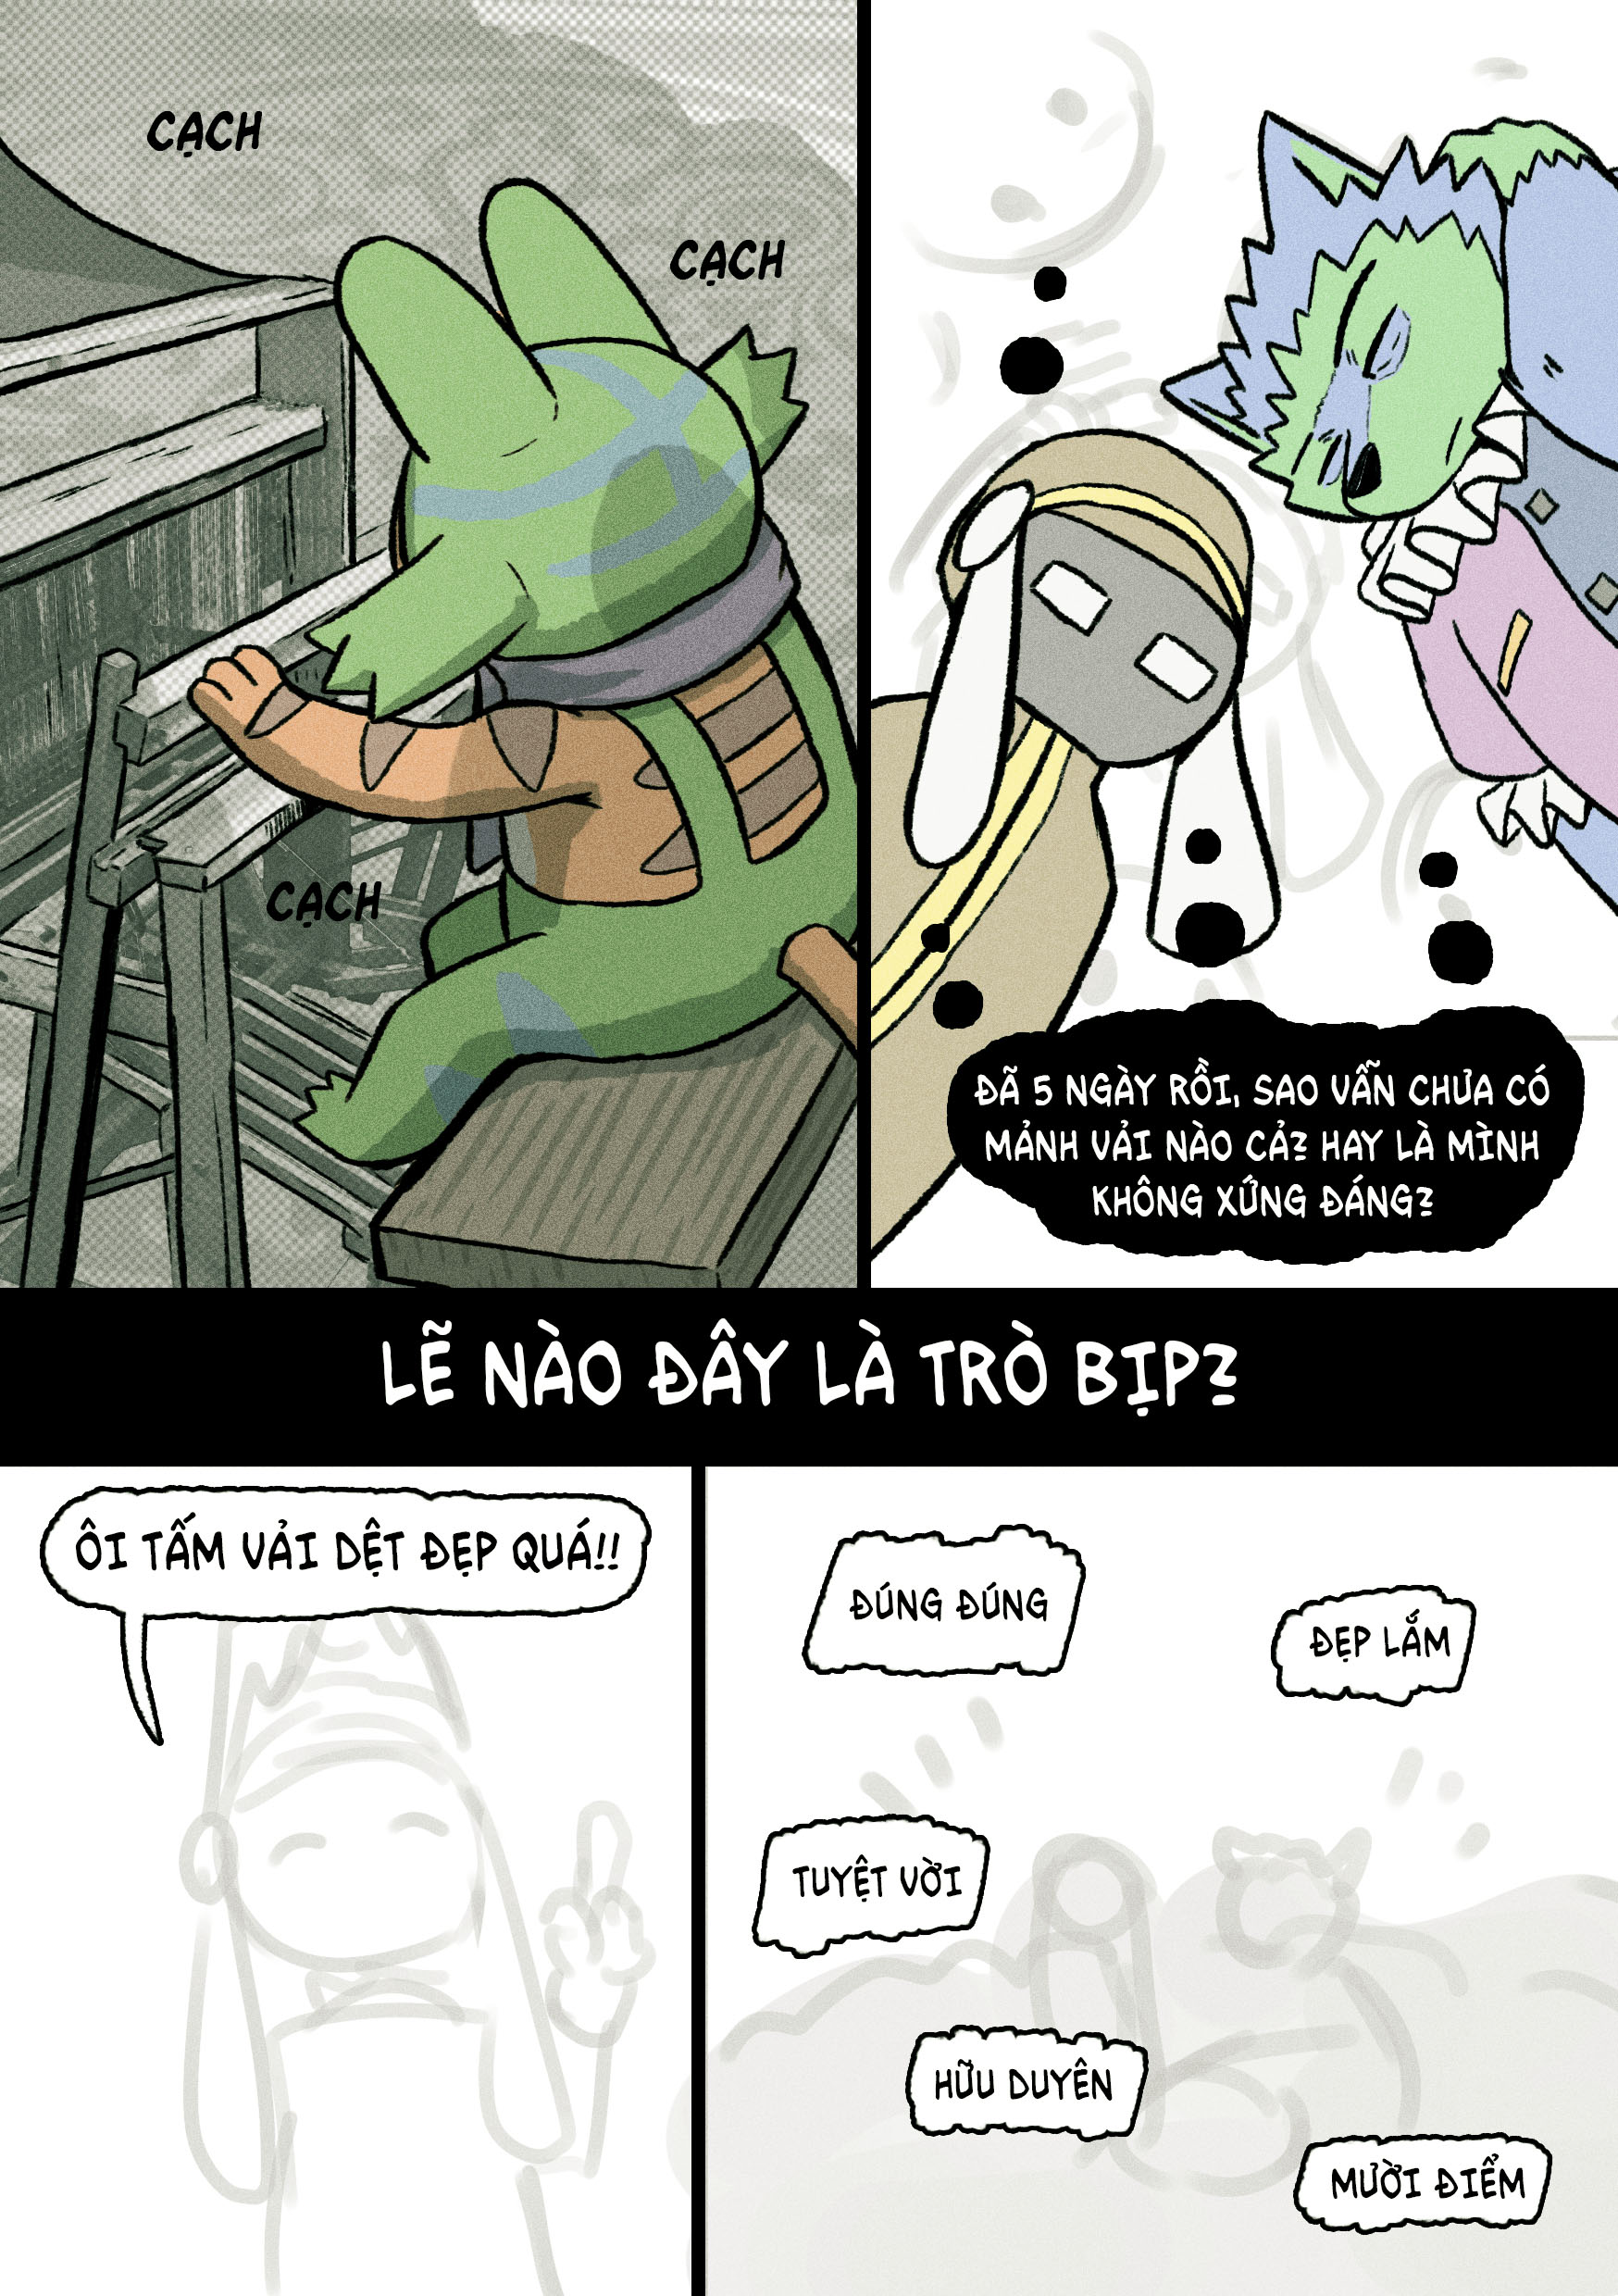 CẠCH
CẠCH
CẠCH
ĐÃ 5 NGÀY RỒI, SAO VẪN CHƯA CÓ
MẢNH VẢI NÀO CẢ? HAY LÀ MÌNH
KHÔNG XỨNG ĐÁNG?
LẼ NÀO ĐÂY LÀ TRÒ BỊP?
ÔI TẤM VẢI DỆT ĐẸP QUÁ!!
ĐÚNG ĐÚNG
ĐẸP LẮM
TUYỆT VỜI
HỮU DUYÊN
MƯỜI ĐIỂM